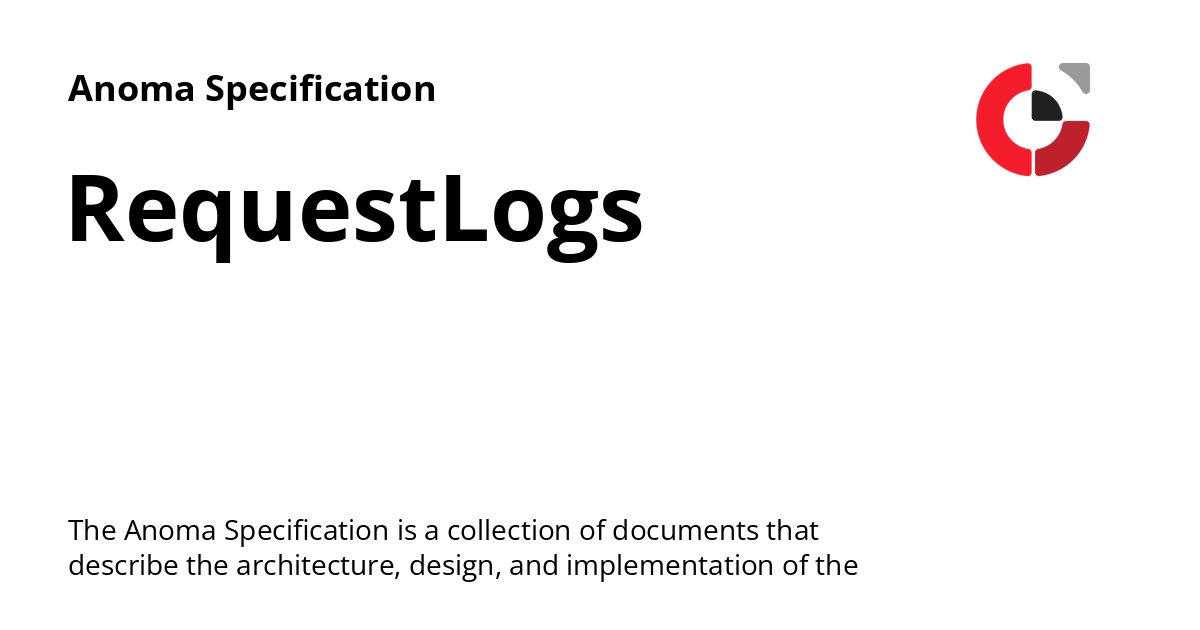 Anoma Specification
RequestLogs
The Anoma Specification is a collection of documents that
describe the architecture, design, and implementation of the